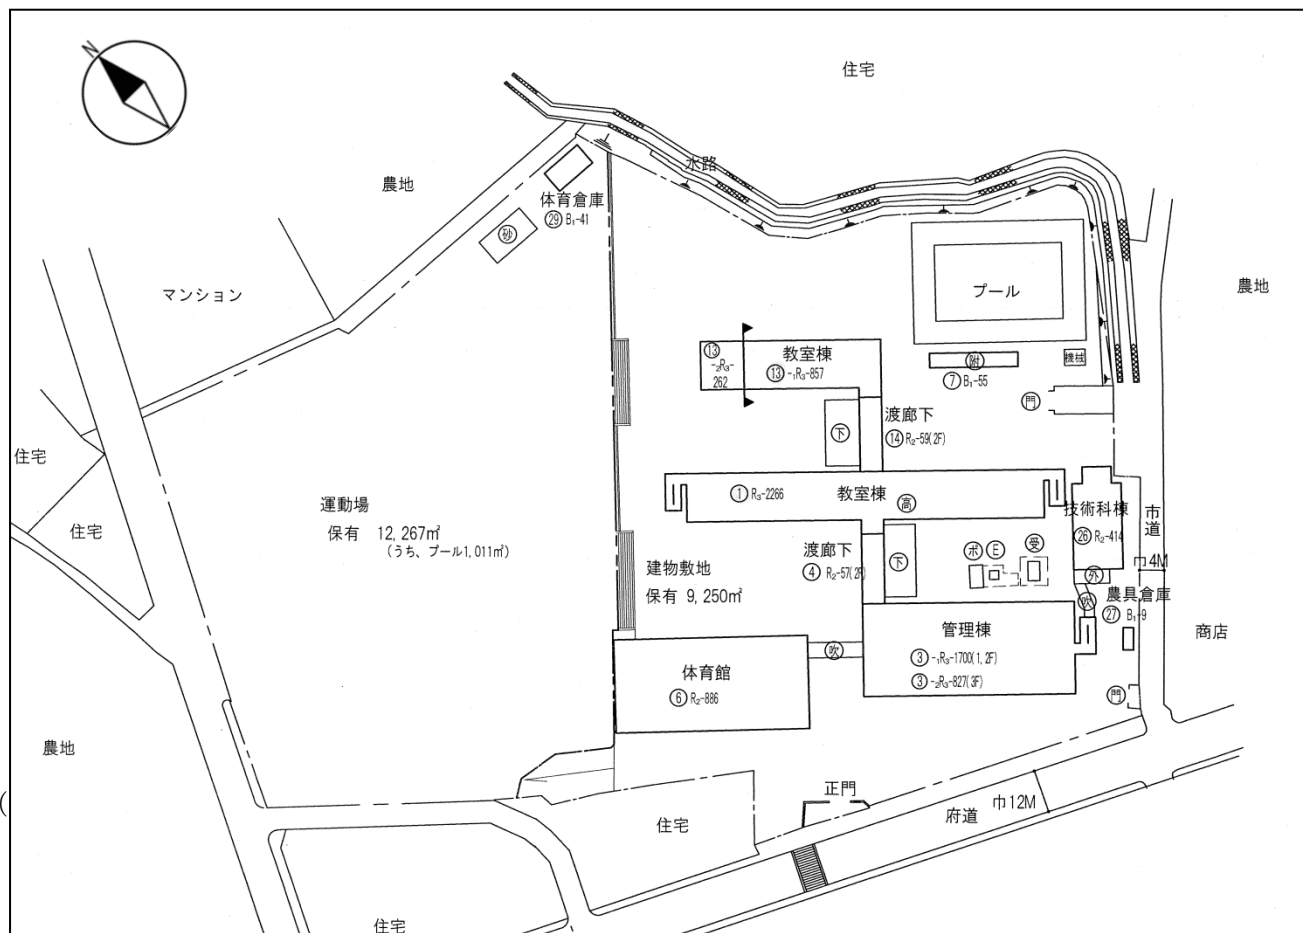 N
住宅
水路
農地
体育倉庫
㉙ B₁-41
砂
マンション
農地
プール
⑬
-₂R₃-
262
教室棟
⑬ -₁R₃-857
附
機械
⑦ B₁-55
門
下
渡廊下
⑭ R₂-59(2F)
住宅
住宅
運動場
保有 12,267㎡
(うち、プール1,011㎡)
① R₃-2266
教室棟
高
技術科棟
㉖ R₂-414
市道
巾4M
渡廊下
④ R₂-57(2F)
下
ポ
E
受
外
吹
農具倉庫
㉗ B₁-9
建物敷地
保有 9,250㎡
商店
管理棟
③ -₁R₃-1700(1,2F)
③ -₂R₃-827(3F)
吹
体育館
⑥ R₂-886
門
農地
正門
府道
巾12M
住宅
住宅
(